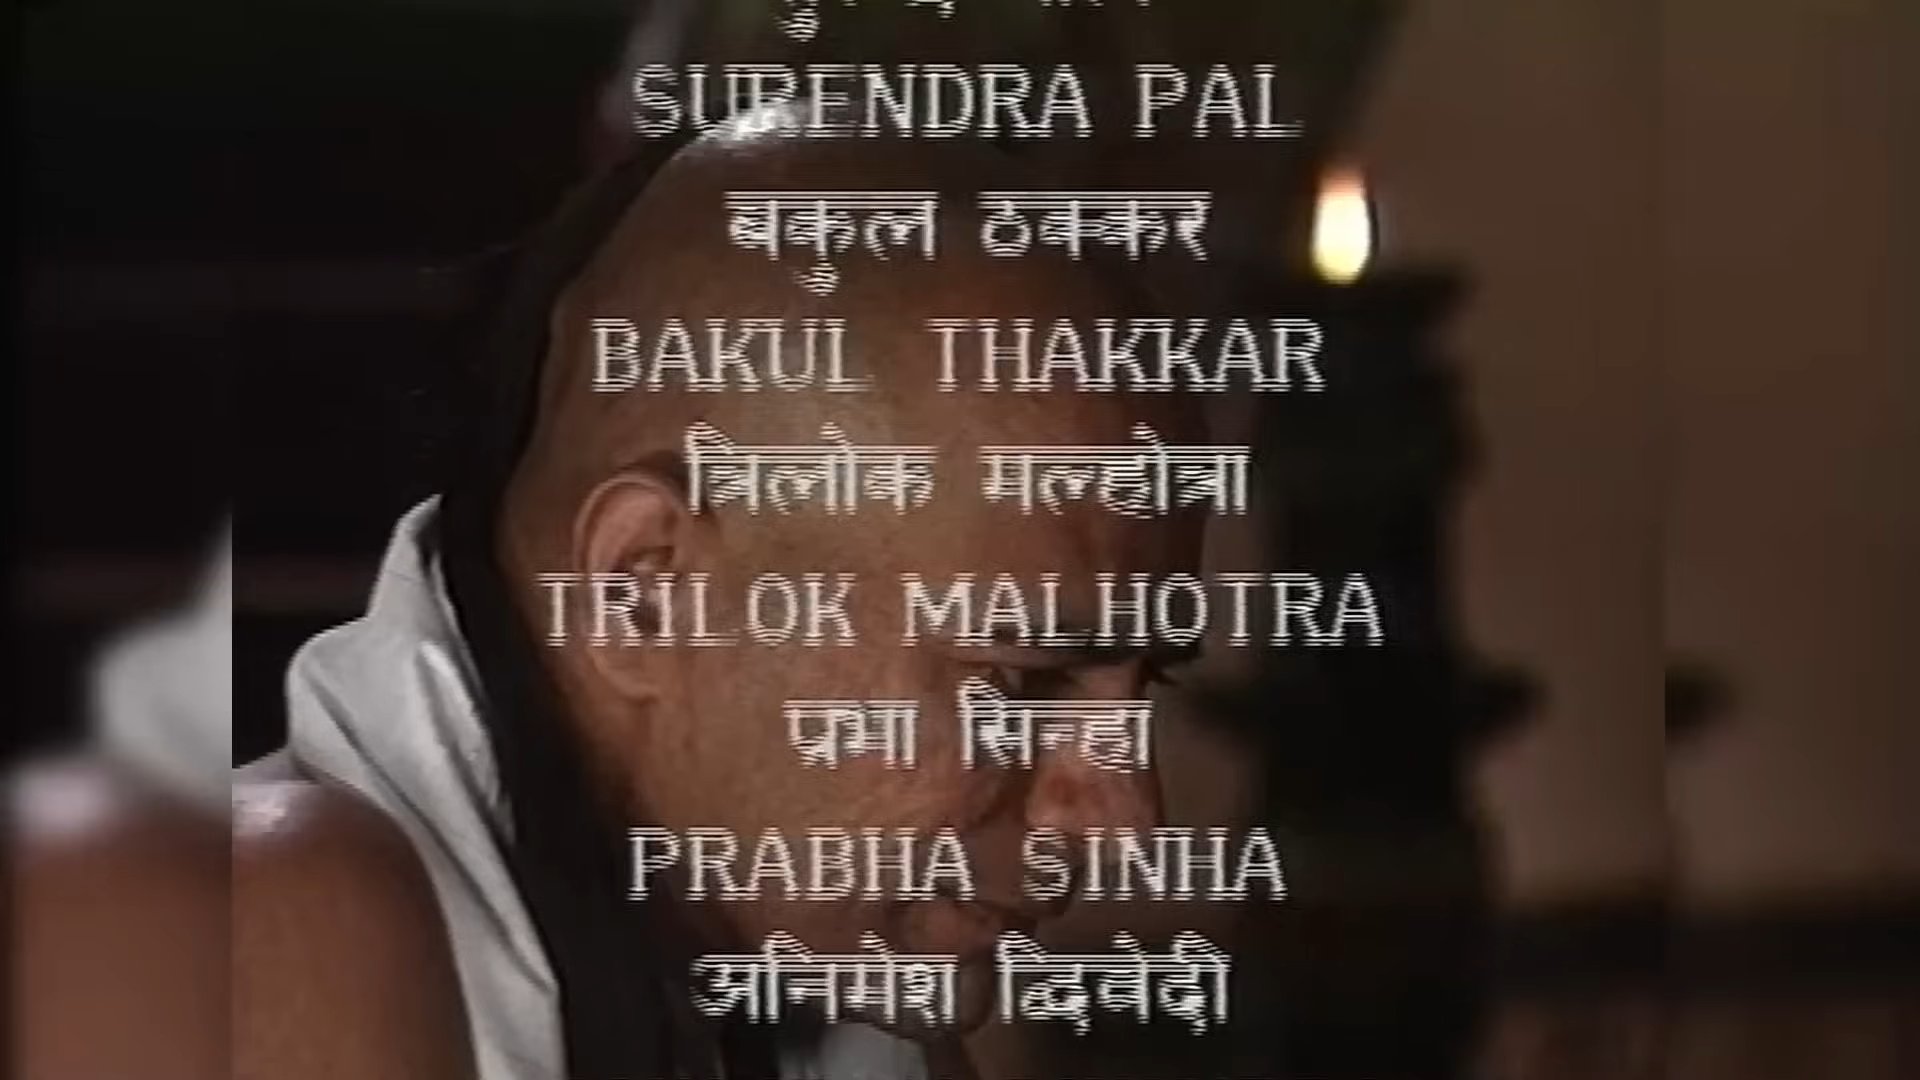 SURENDRA PAL
बकुल ठक्कर
BAKUL THAKKAR
त्रिलोक मल्होत्रा
TRILOK MALHOTRA
प्रभा सिन्हा
PRABHA SINHA
अनिमेश द्विवेदी